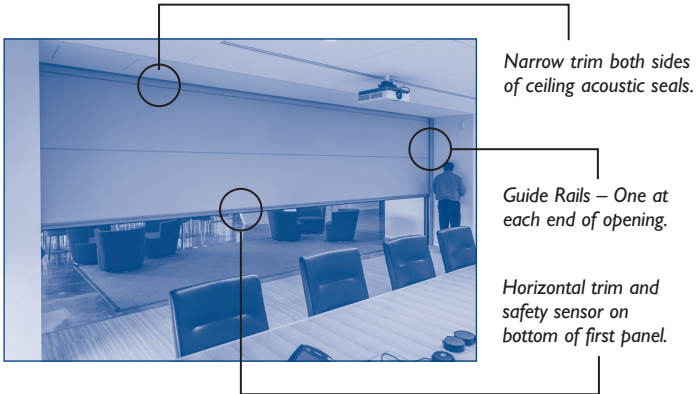 Narrow trim both sides
of ceiling acoustic seals.
Guide Rails – One at
each end of opening.
Horizontal trim and
safety sensor on
bottom of first panel.